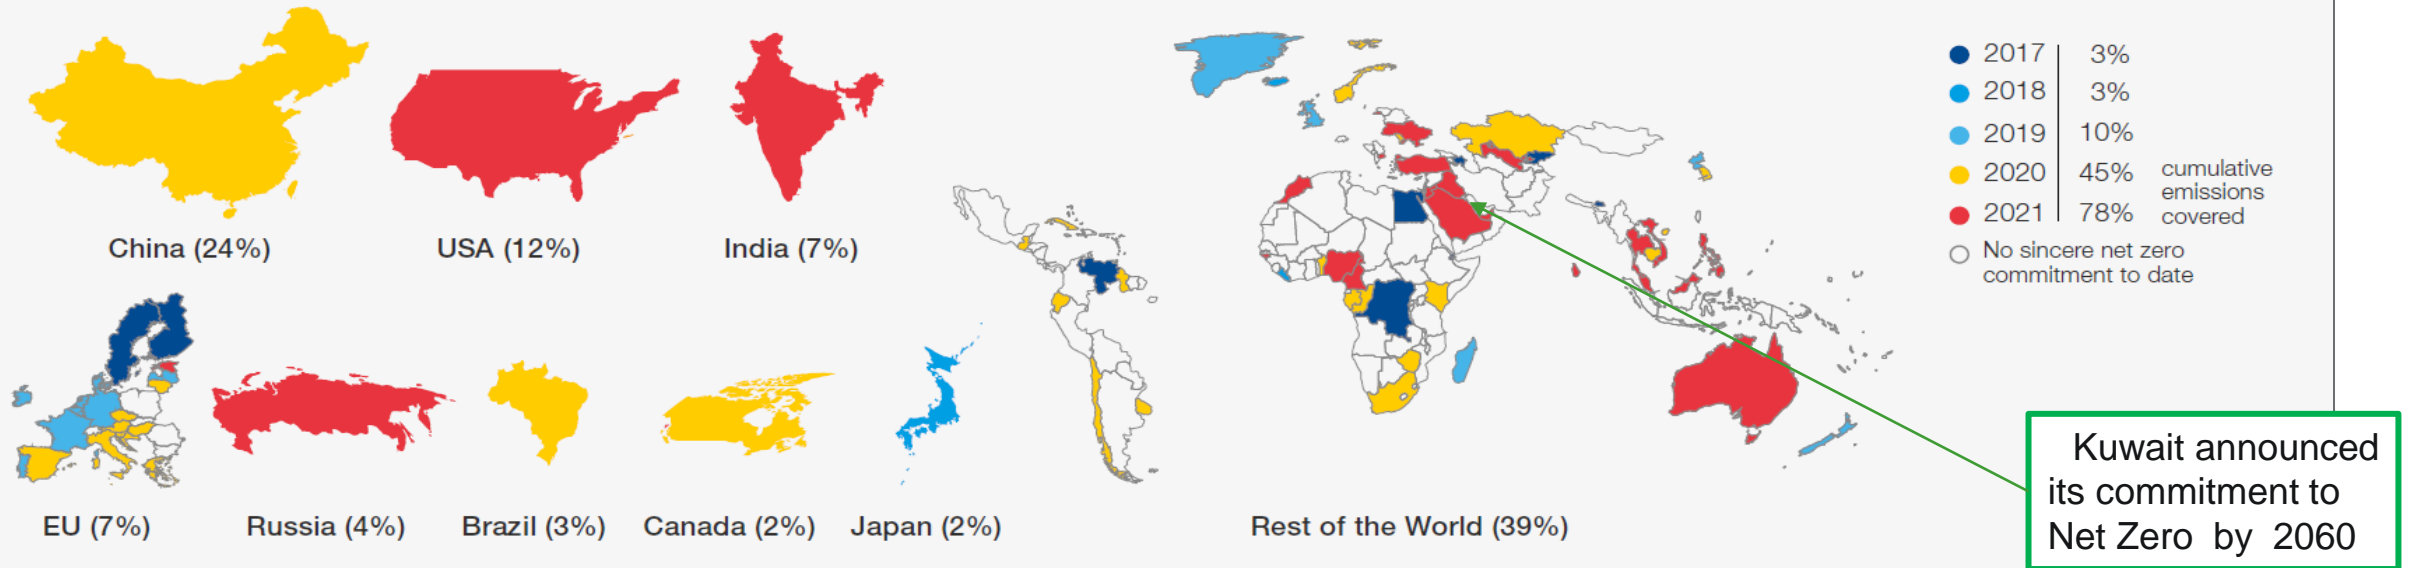 China (24%)
USA (12%)
India (7%)
EU (7%)
Russia (4%)
Brazil (3%)
Canada (2%)
Japan (2%)
Rest of the World (39%)
2017 3%
2018 3%
2019 10%
2020 45%
2021 78%
cumulative
emissions
covered
No sincere net zero
commitment to date
Kuwait announced
its commitment to
Net Zero by 2060